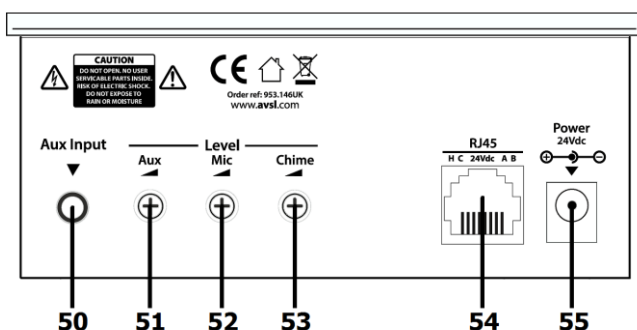 CAUTION
DO NOT OPEN. NO USER
SERVICABLE PARTS INSIDE.
RISK OF ELECTRIC SHOCK.
DO NOT EXPOSE TO
RAIN OR MOISTURE
CE
Order ref: 953.146UK
www.avsl.com
Aux Input
Level
Aux
Mic
Chime
RJ45
H C 24Vdc A B
Power
24Vdc
50
51
52
53
54
55